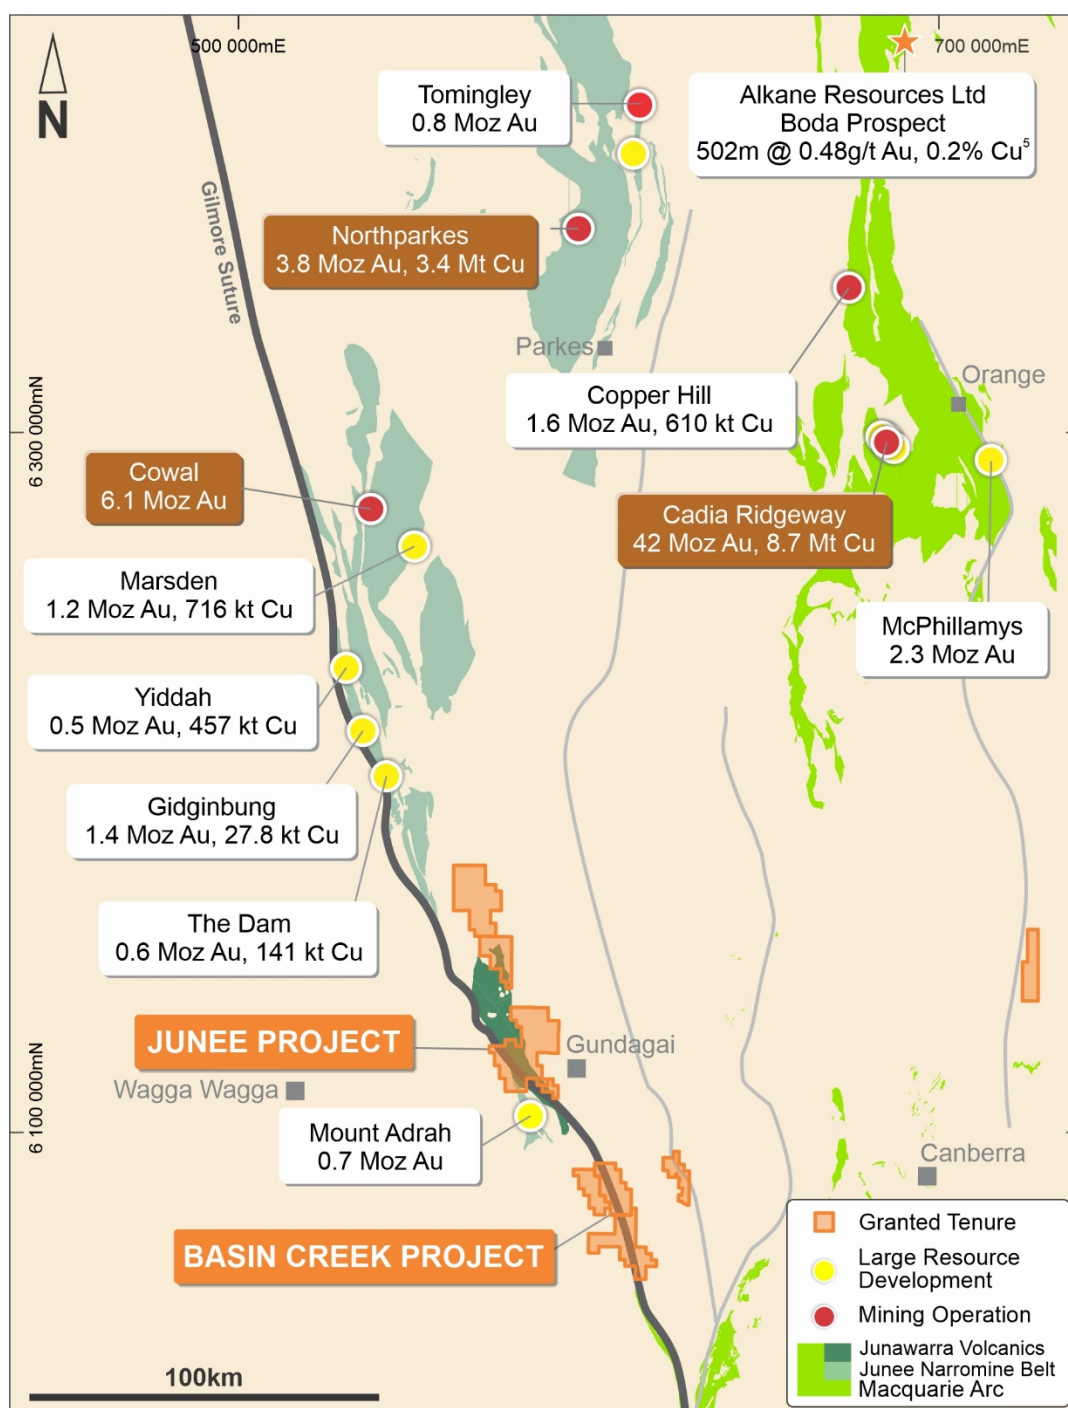 500 000mE
700 000mE
N
Tomingley
0.8 Moz Au
Alkane Resources Ltd
Boda Prospect
502m @ 0.48g/t Au, 0.2% Cu⁵
Gilmore Suture
Northparkes
3.8 Moz Au, 3.4 Mt Cu
Parkes
Orange
Copper Hill
1.6 Moz Au, 610 kt Cu
6 300 000mN
Cowal
6.1 Moz Au
Cadia Ridgeway
42 Moz Au, 8.7 Mt Cu
Marsden
1.2 Moz Au, 716 kt Cu
McPhillamys
2.3 Moz Au
Yiddah
0.5 Moz Au, 457 kt Cu
Gidginbung
1.4 Moz Au, 27.8 kt Cu
The Dam
0.6 Moz Au, 141 kt Cu
JUNEE PROJECT
Gundagai
Wagga Wagga
6 100 000mN
Mount Adrah
0.7 Moz Au
Canberra
BASIN CREEK PROJECT
Granted Tenure
Large Resource
Development
Mining Operation
Junawarra Volcanics
Junee Narromine Belt
Macquarie Arc
100km